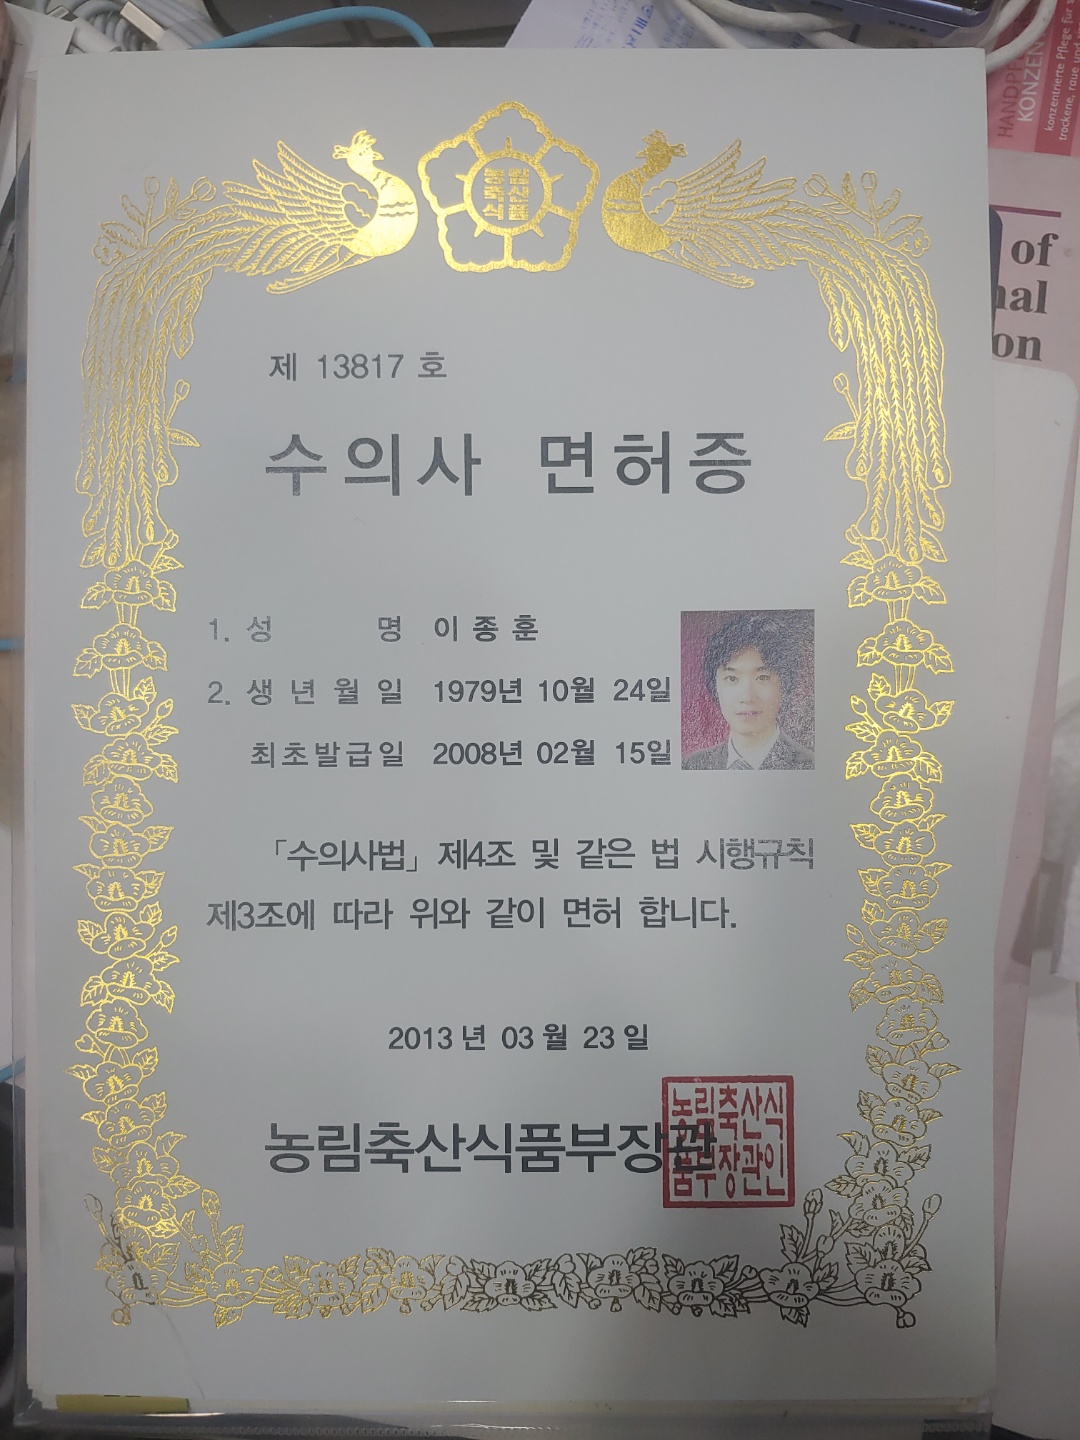 농림
축산
식품
제 13817 호
수의사 면허증
1. 성 명 이 종 훈
2. 생 년 월 일 1979년 10월 24일
최초발급일 2008년 02월 15일
「수의사법」 제4조 및 같은 법 시행규칙
제3조에 따라 위와 같이 면허 합니다.
2013 년 03 월 23 일
농림축산식품부장관
농림축산식
품부장관인
HANDPF
KONZEN
konzentrierte Pflege für s
trockene, raue und
of
nal
on